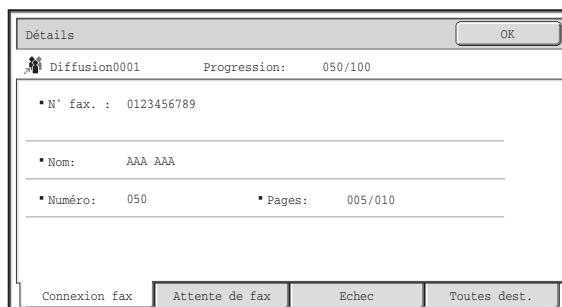 Détails OK
Diffusion0001 Progression: 050/100
▪ N° fax. : 0123456789
▪ Nom: AAA AAA
▪ Numéro: 050 ▪ Pages: 005/010
Connexion fax Attente de fax Echec Toutes dest.